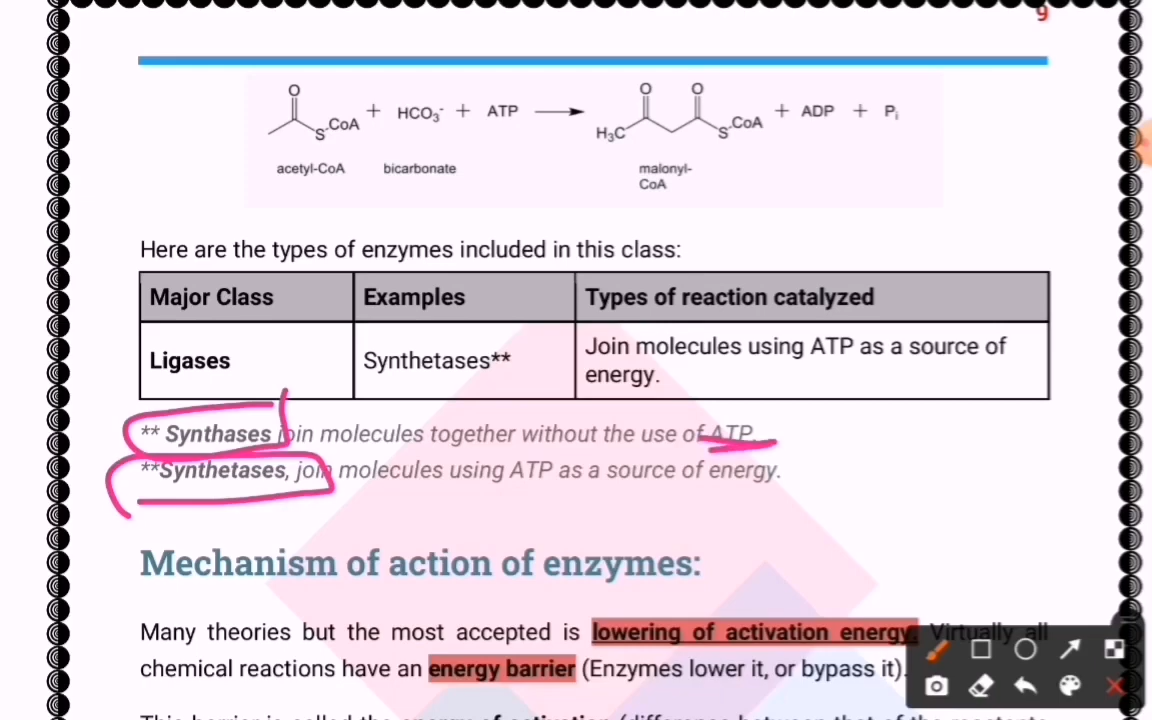 9
O O O
S CoA + HCO₃⁻ + ATP H₃C S CoA + ADP + Pᵢ
acetyl-CoA bicarbonate malonyl-
CoA
Here are the types of enzymes included in this class:
Major Class Examples Types of reaction catalyzed
Ligases Synthetases** Join molecules using ATP as a source of
energy.
** Synthases join molecules together without the use of ATP.
**Synthetases, join molecules using ATP as a source of energy.
Mechanism of action of enzymes:
Many theories but the most accepted is lowering of activation energy. Virtually all
chemical reactions have an energy barrier (Enzymes lower it, or bypass it).